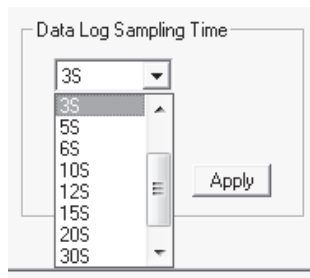 Data Log Sampling Time
3S
3S
5S
6S
10S
12S
Apply
15S
20S
30S